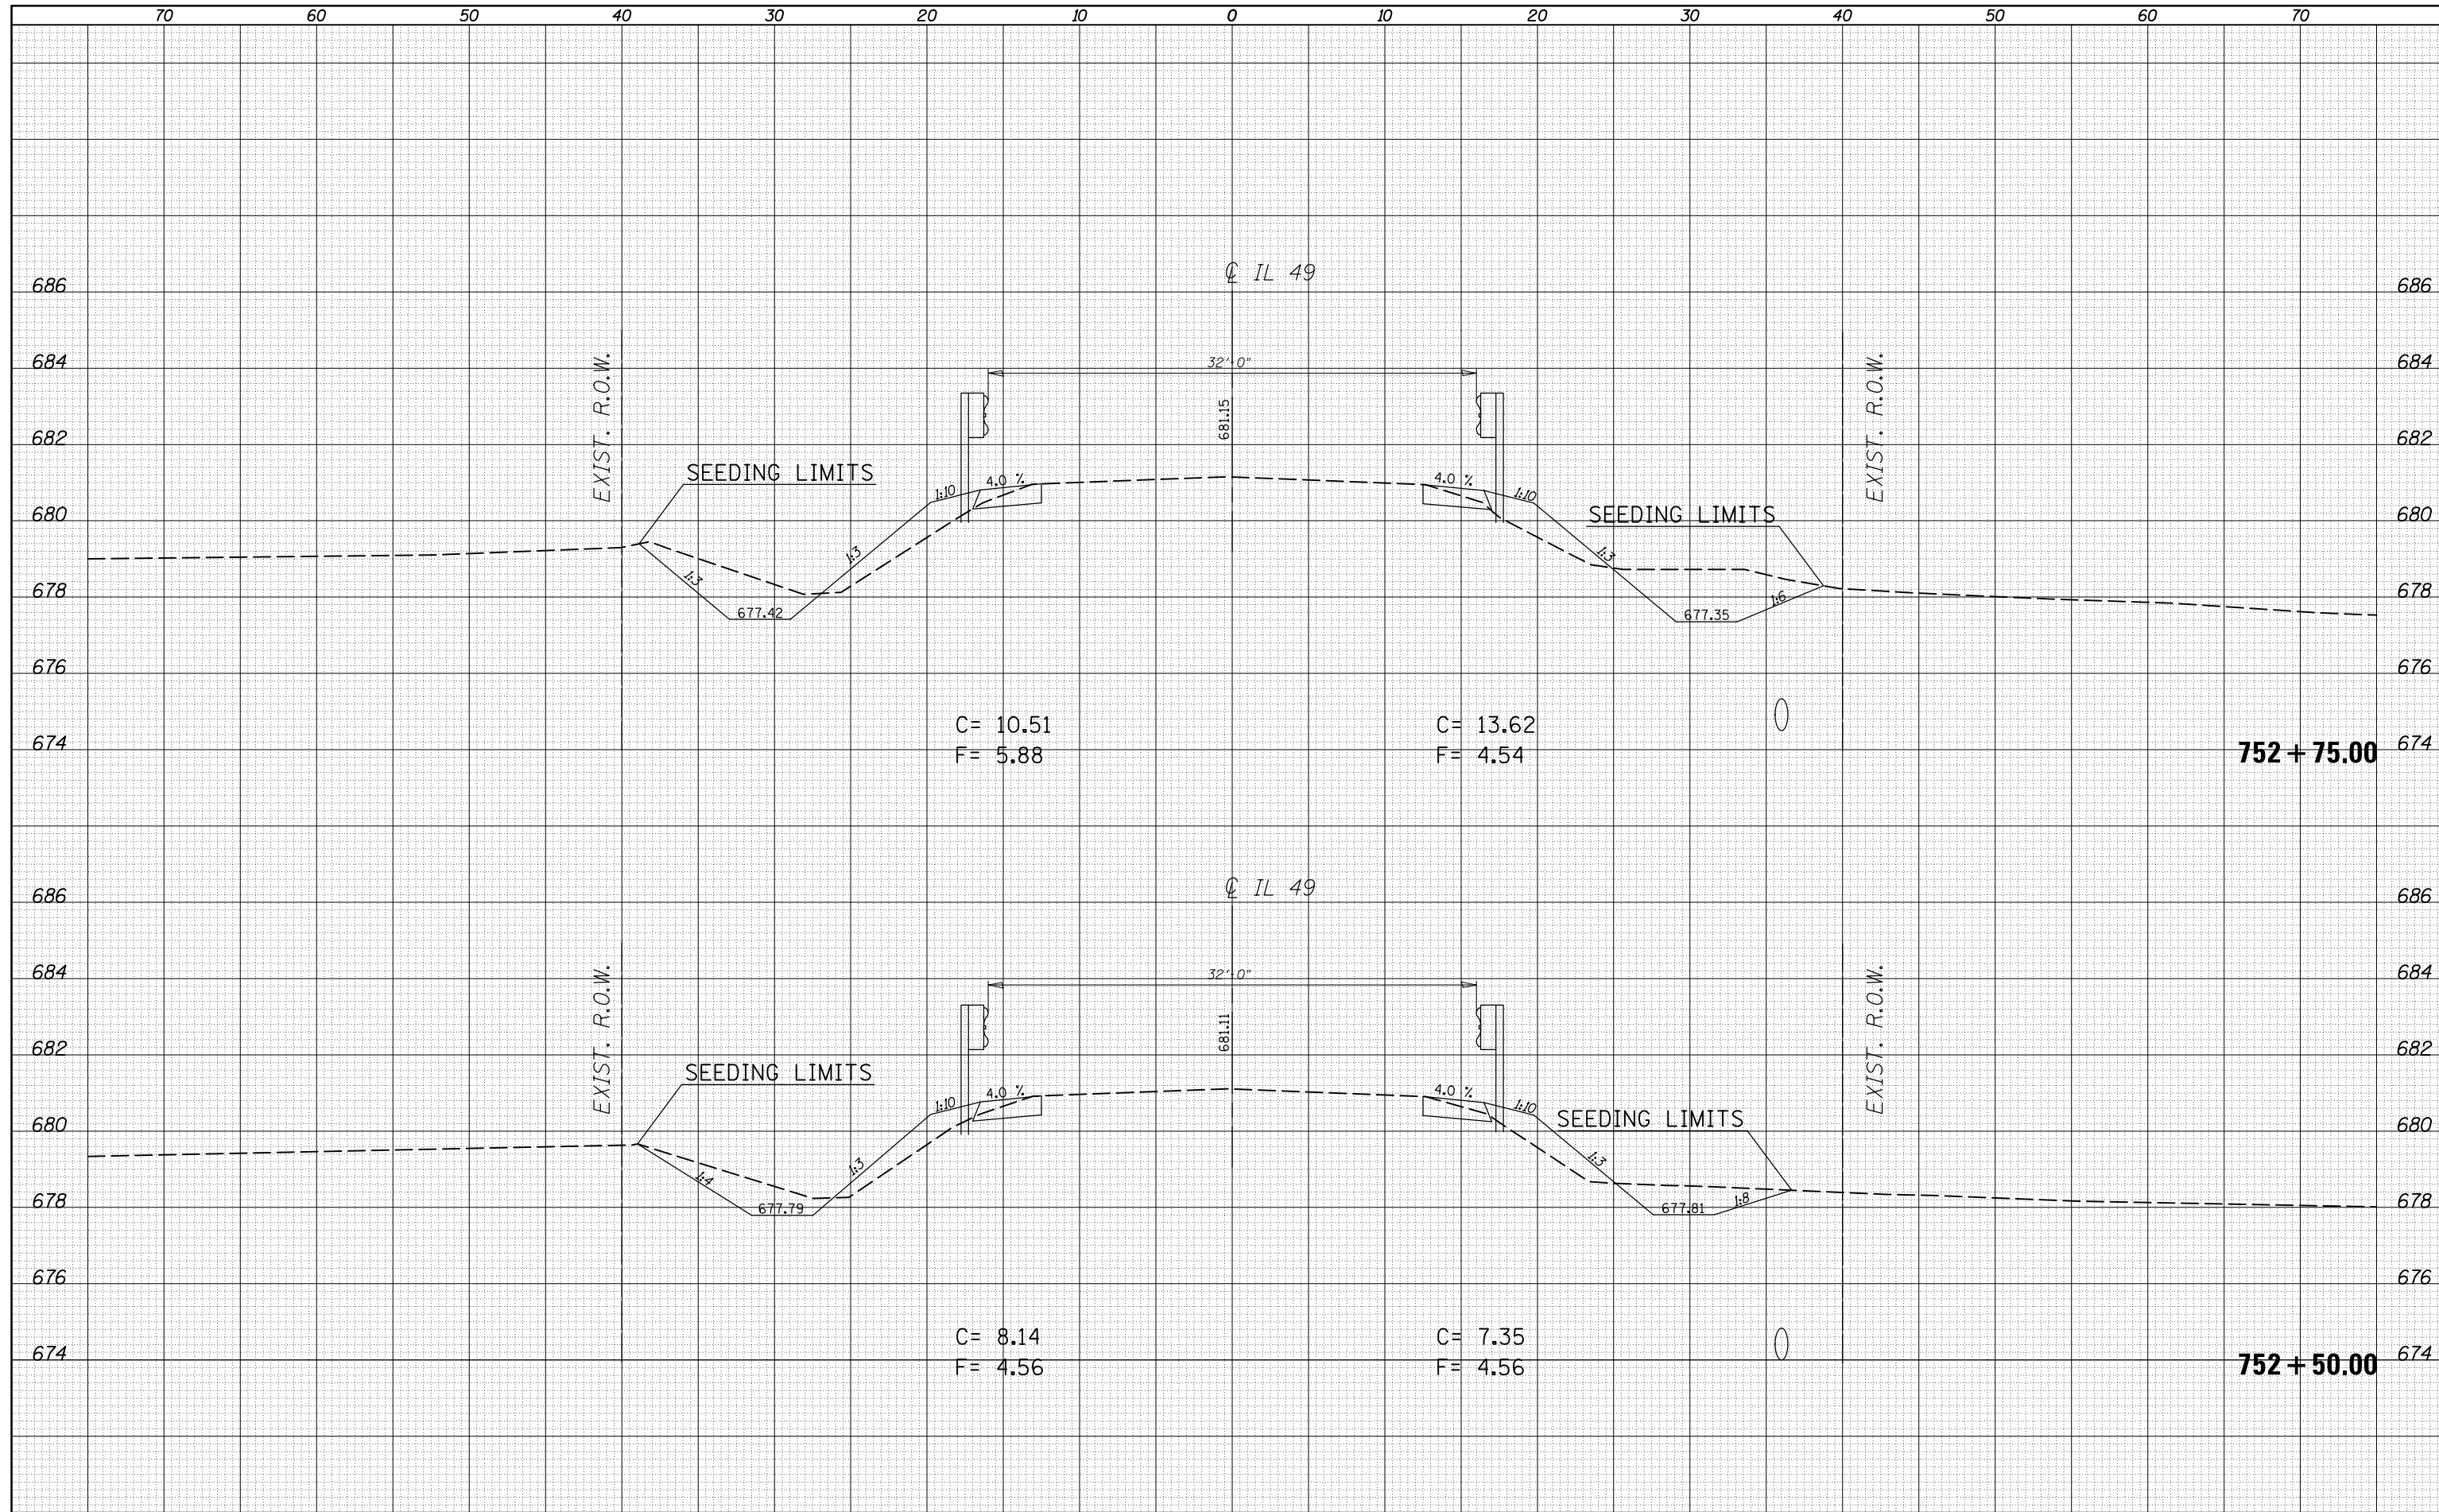 70 60 50 40 30 20 10 0 10 20 30 40 50 60 70
℄ IL 49
686 686
EXIST. R.O.W. EXIST. R.O.W.
684 32'-0" 684
681.15
682 682
SEEDING LIMITS
1:10 4.0 % 4.0 % 1:10
SEEDING LIMITS
680 680
1:3 1:3 1:3 1:6
678 677.42 677.35 678
676 676
C= 10.51 C= 13.62
F= 5.88 F= 4.54
674 752+75.00 674
℄ IL 49
686 686
EXIST. R.O.W. EXIST. R.O.W.
684 32'-0" 684
681.11
682 682
SEEDING LIMITS
1:10 4.0 % 4.0 % 1:10
SEEDING LIMITS
680 680
1:4 1:3 1:3 1:8
678 677.79 677.81 678
676 676
C= 8.14 C= 7.35
F= 4.56 F= 4.56
674 752+50.00 674